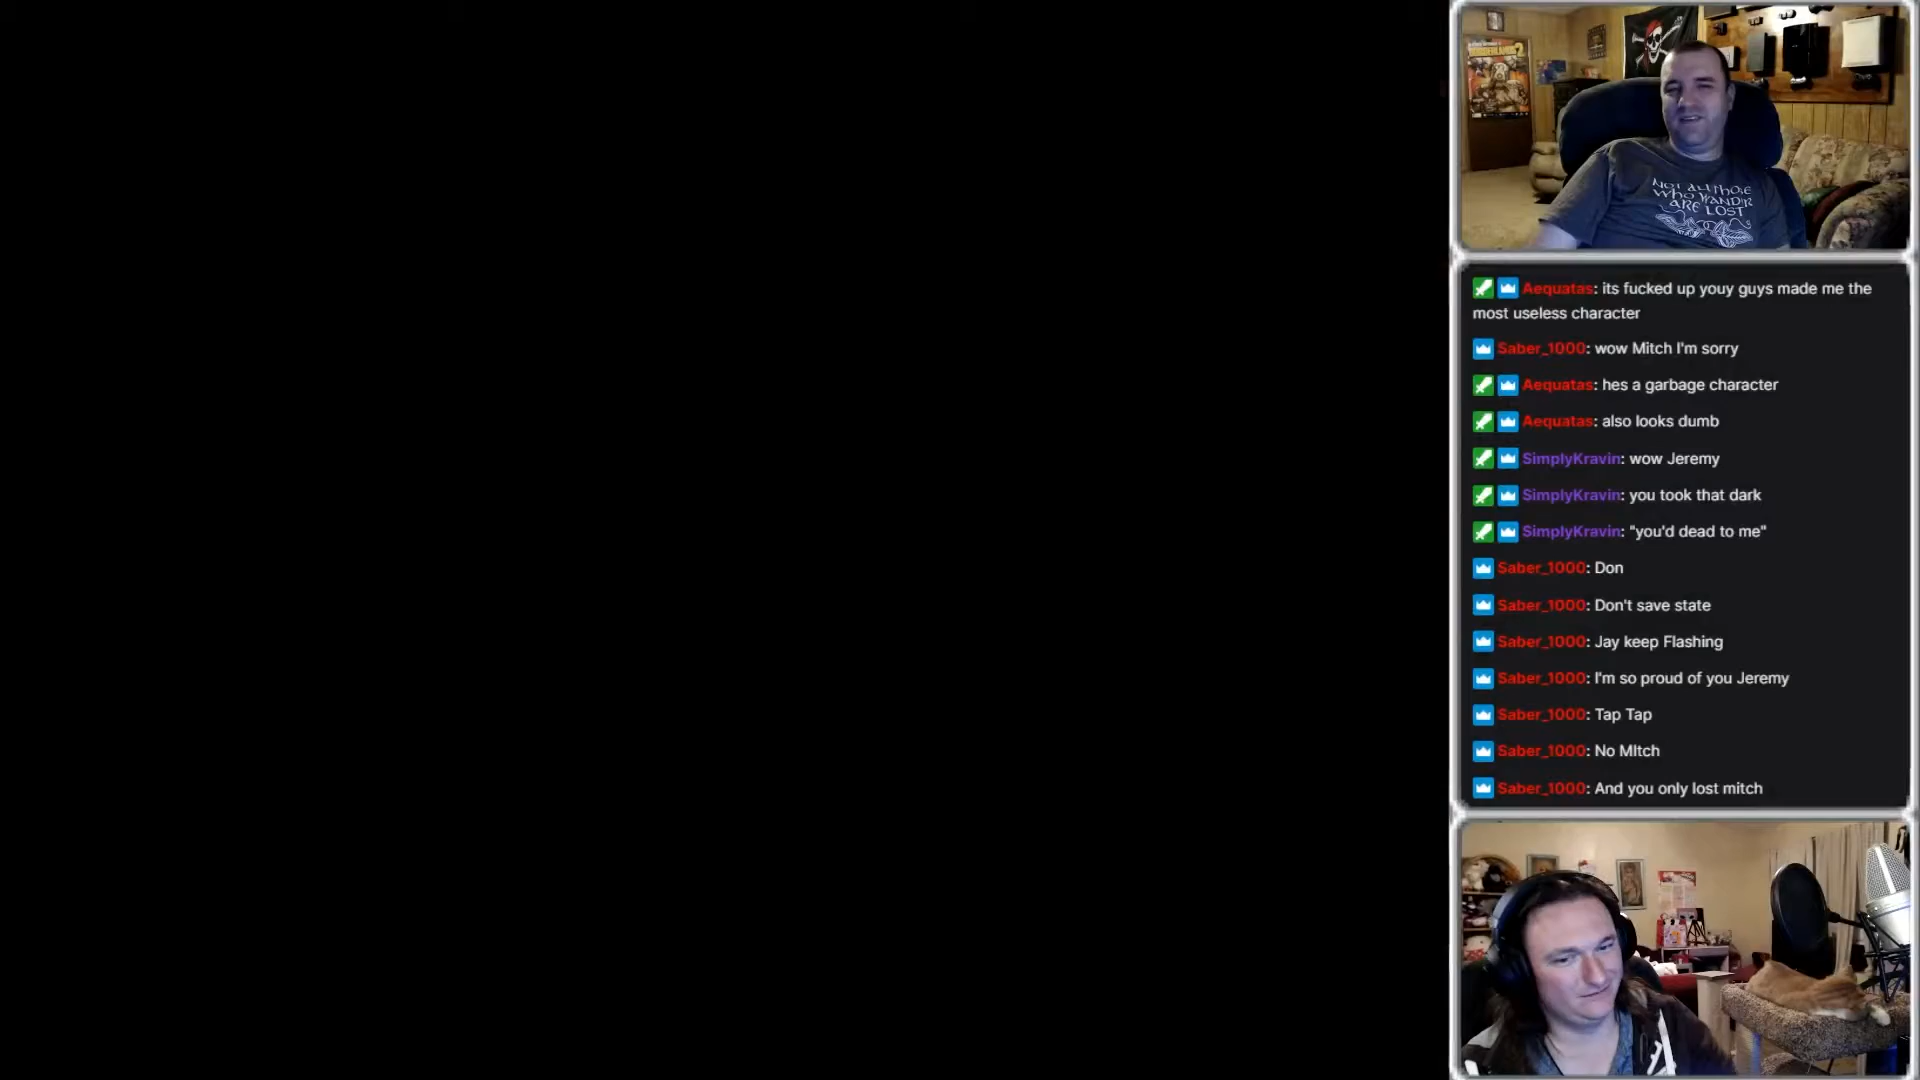 BORDERLANDS 2
NOT ALL THOSE
WHO WANDER
ARE LOST
Aequatas: its fucked up youy guys made me the
most useless character
Saber_1000: wow Mitch I'm sorry
Aequatas: hes a garbage character
Aequatas: also looks dumb
SimplyKravin: wow Jeremy
SimplyKravin: you took that dark
SimplyKravin: "you'd dead to me"
Saber_1000: Don
Saber_1000: Don't save state
Saber_1000: Jay keep Flashing
Saber_1000: I'm so proud of you Jeremy
Saber_1000: Tap Tap
Saber_1000: No MItch
Saber_1000: And you only lost mitch